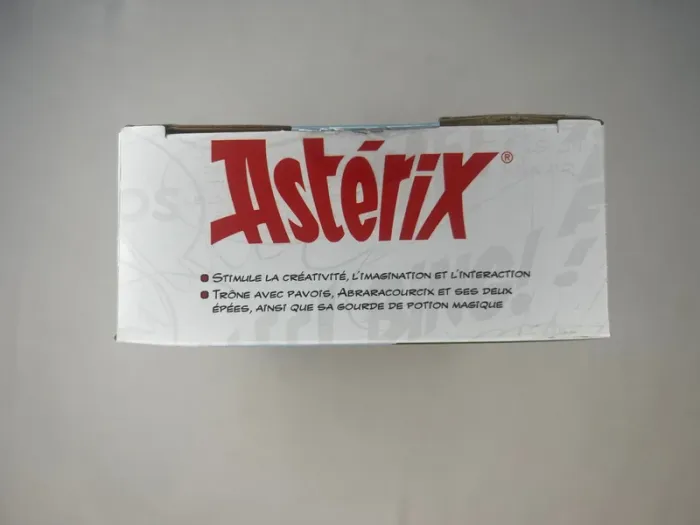 Astérix®
• Stimule la créativité, l'imagination et l'interaction
• Trône avec pavois, Abraracourcix et ses deux
épées, ainsi que sa gourde de potion magique